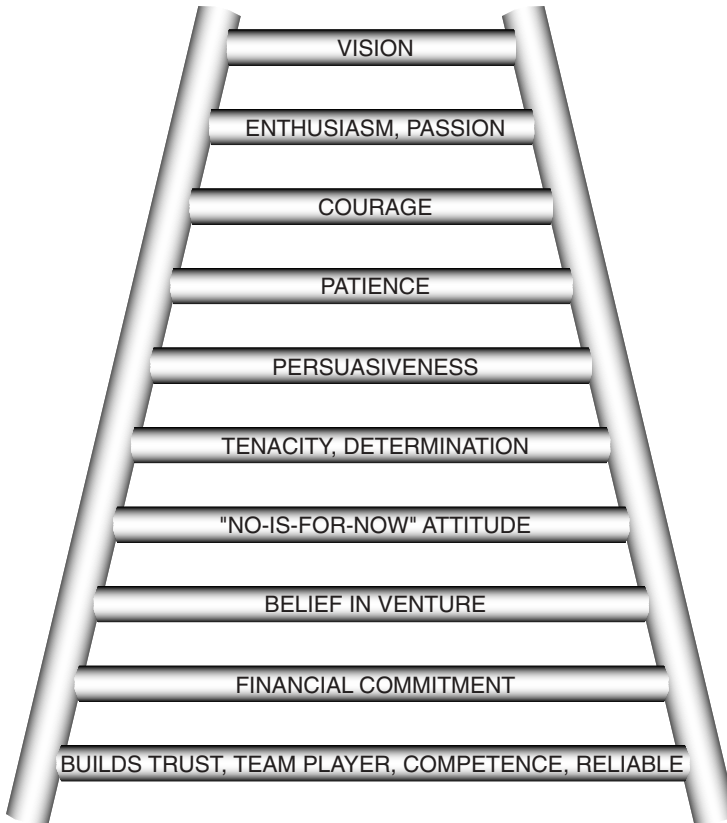 VISION
ENTHUSIASM, PASSION
COURAGE
PATIENCE
PERSUASIVENESS
TENACITY, DETERMINATION
"NO-IS-FOR-NOW" ATTITUDE
BELIEF IN VENTURE
FINANCIAL COMMITMENT
BUILDS TRUST, TEAM PLAYER, COMPETENCE, RELIABLE